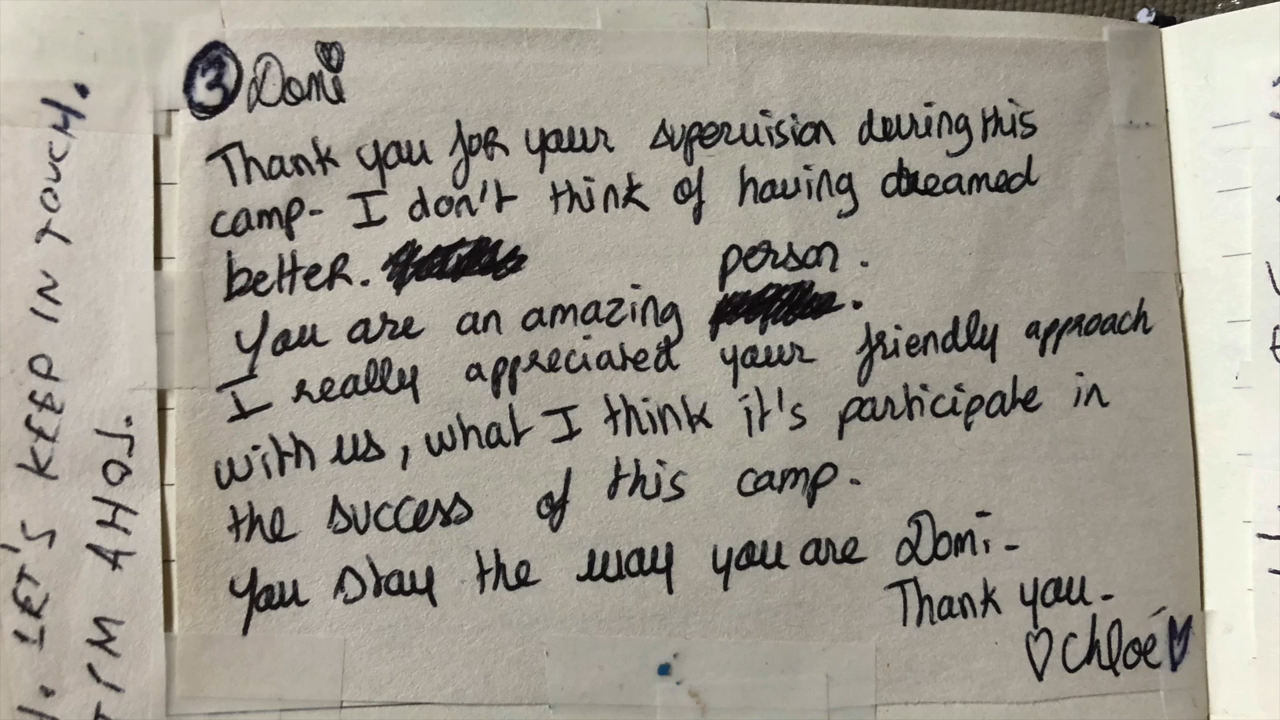 3 Domi
Thank you for your supervision during this
camp- I don't think of having dreamed
better.
person.
You are an amazing .
I really appreciated your friendly approach
with us, what I think it's participate in
the success of this camp.
You stay the way you are Domi-
Thank you-
♡ Chloé ♡
LET'S KEEP IN TOUCH.
TIM AHOJ.